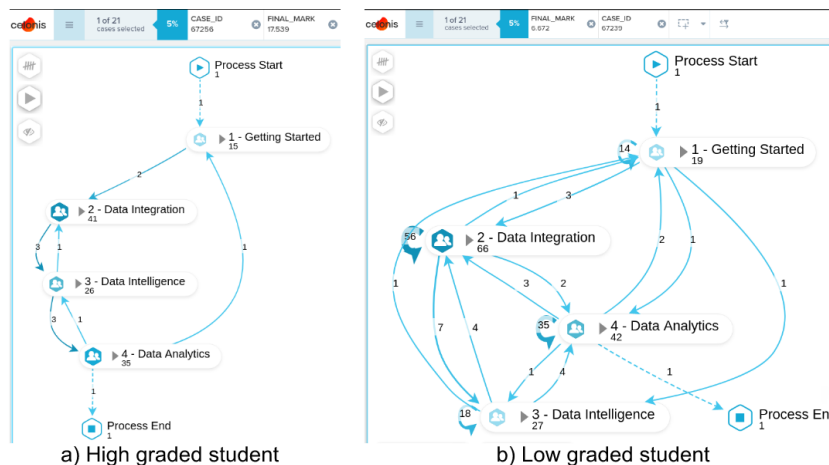 celonis
1 of 21
cases selected
5%
CASE_ID
67256
FINAL_MARK
17.539
Process Start
1
1
1 - Getting Started
15
2
2 - Data Integration
41
3
1
1
3 - Data Intelligence
26
3
1
4 - Data Analytics
35
1
Process End
1
a) High graded student
celonis
1 of 21
cases selected
5%
FINAL_MARK
6.672
CASE_ID
67239
Process Start
1
1
14
1 - Getting Started
19
1
3
56
2 - Data Integration
66
2
1
1
3
2
1
7
4
35
4 - Data Analytics
42
1
4
1
18
3 - Data Intelligence
27
Process En
1
b) Low graded student